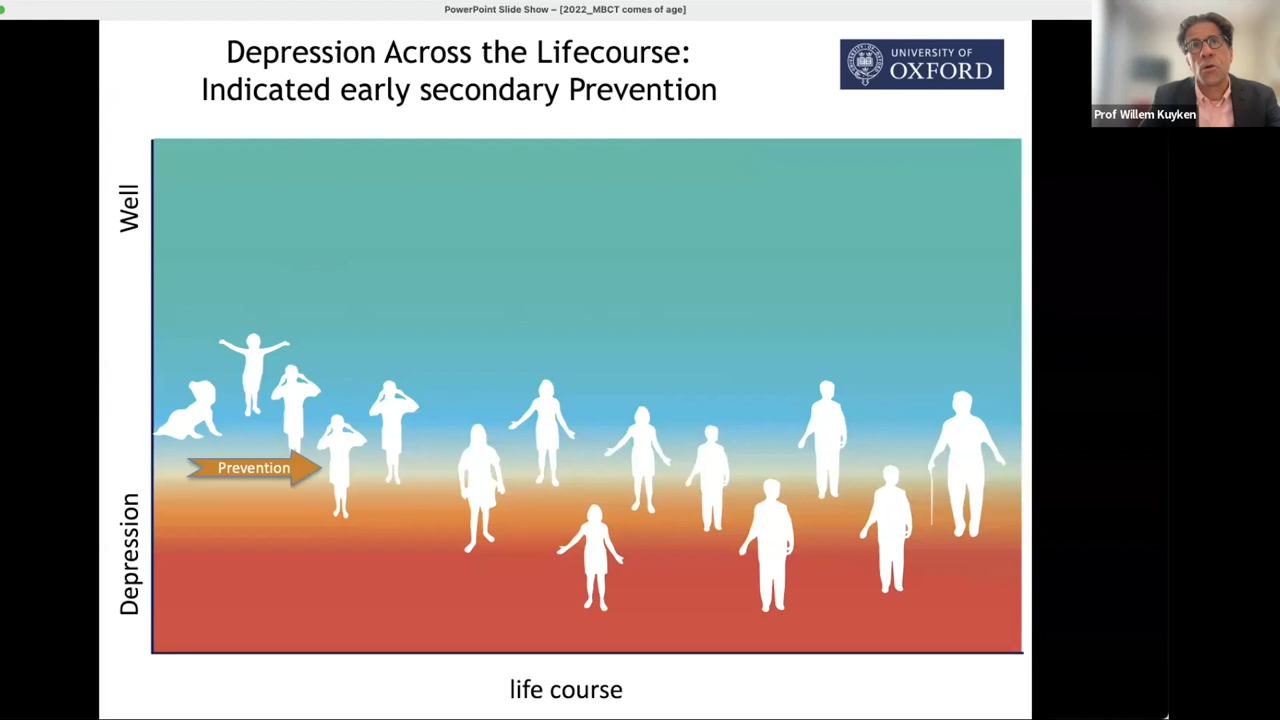 PowerPoint Slide Show – [2022_MBCT comes of age]
Depression Across the Lifecourse:
Indicated early secondary Prevention
UNIVERSITY OF
OXFORD
Prof Willem Kuyken
Well
Prevention
Depression
life course